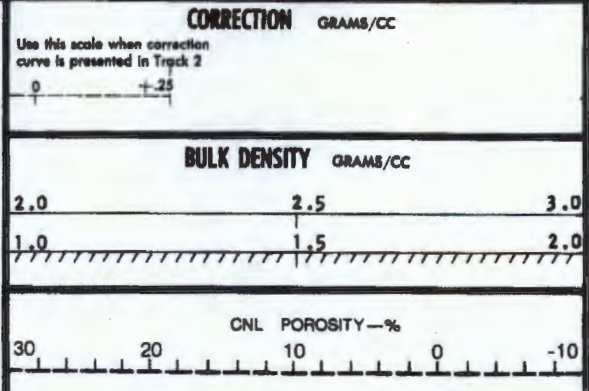 CORRECTION GRAMS/CC
Use this scale when correction
curve is presented in Track 2
0 +.25
BULK DENSITY GRAMS/CC
2.0 2.5 3.0
1.0 1.5 2.0
CNL POROSITY—%
30 20 10 0 -10